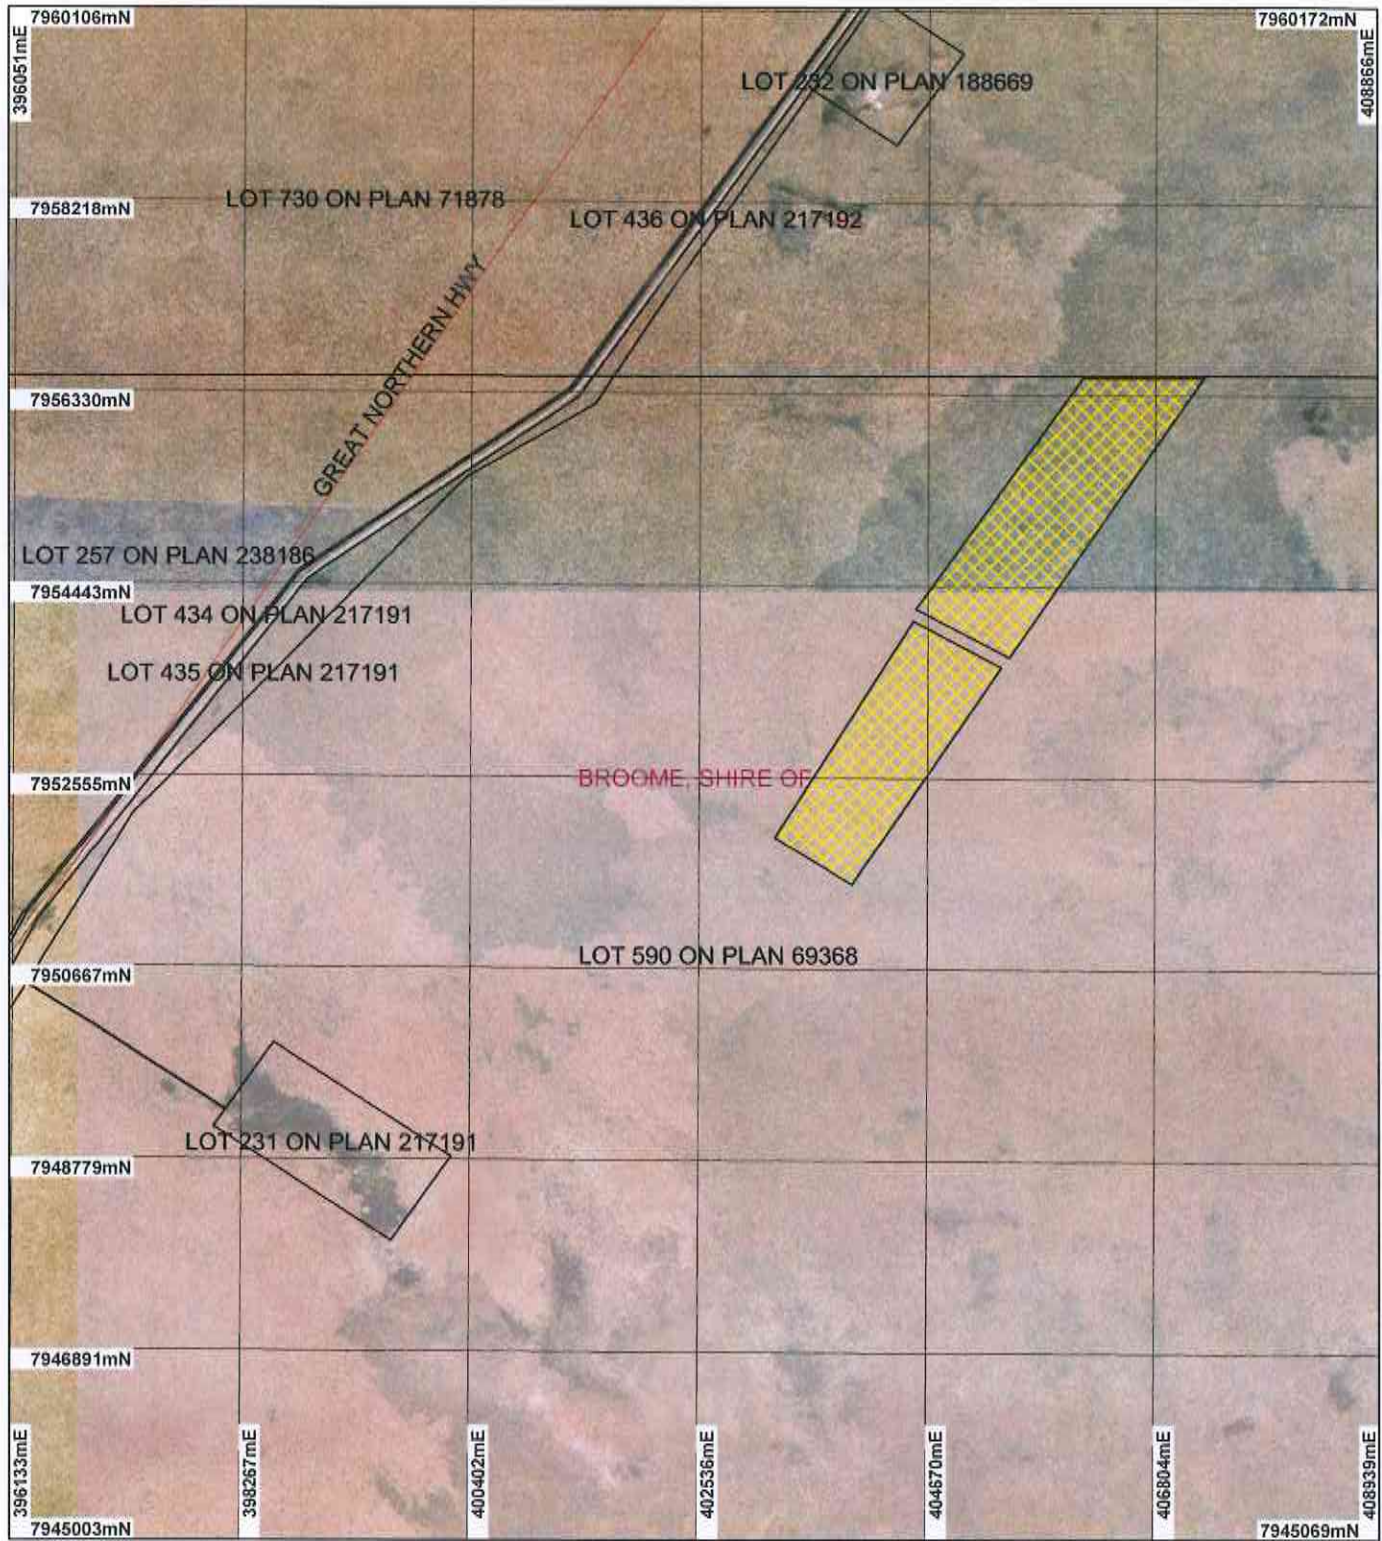 7960106mN
7960172mN
396051mE
408866mE
LOT 232 ON PLAN 188669
LOT 730 ON PLAN 71878
7958218mN
LOT 436 ON PLAN 217192
GREAT NORTHERN HWY
7956330mN
LOT 257 ON PLAN 238186
7954443mN
LOT 434 ON PLAN 217191
LOT 435 ON PLAN 217191
7952555mN
BROOME, SHIRE OF
LOT 590 ON PLAN 69368
7950667mN
LOT 231 ON PLAN 217191
7948779mN
7946891mN
396133mE
398267mE
400402mE
402536mE
404670mE
406804mE
408939mE
7945003mN
7945069mN